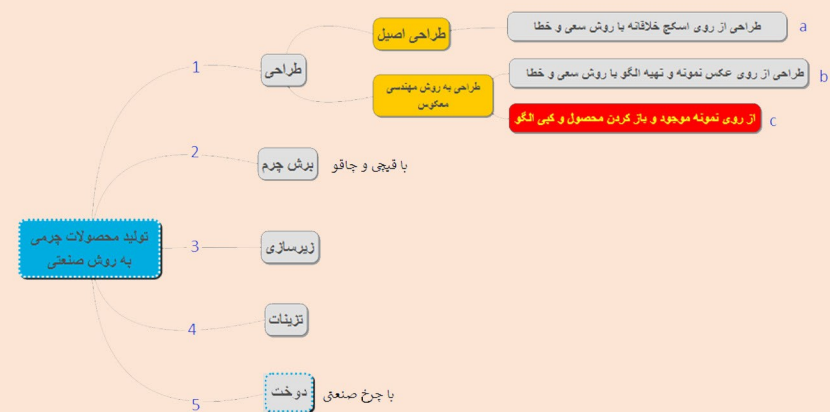 طراحی اصیل
طراحی از روی اسکچ خلاقانه با روش سعی و خطا
a
1
طراحی
طراحی به روش مهندسی
معکوس
طراحی از روی عکس نمونه و تهیه الگو با روش سعی و خطا
b
از روی نمونه موجود و باز کردن محصول و کپی الگو
c
2
برش چرم
با قیچی و چاقو
تولید محصولات چرمی
به روش صنعتی
3
زیرسازی
4
تزینات
5
دوخت
با چرخ صنعتی